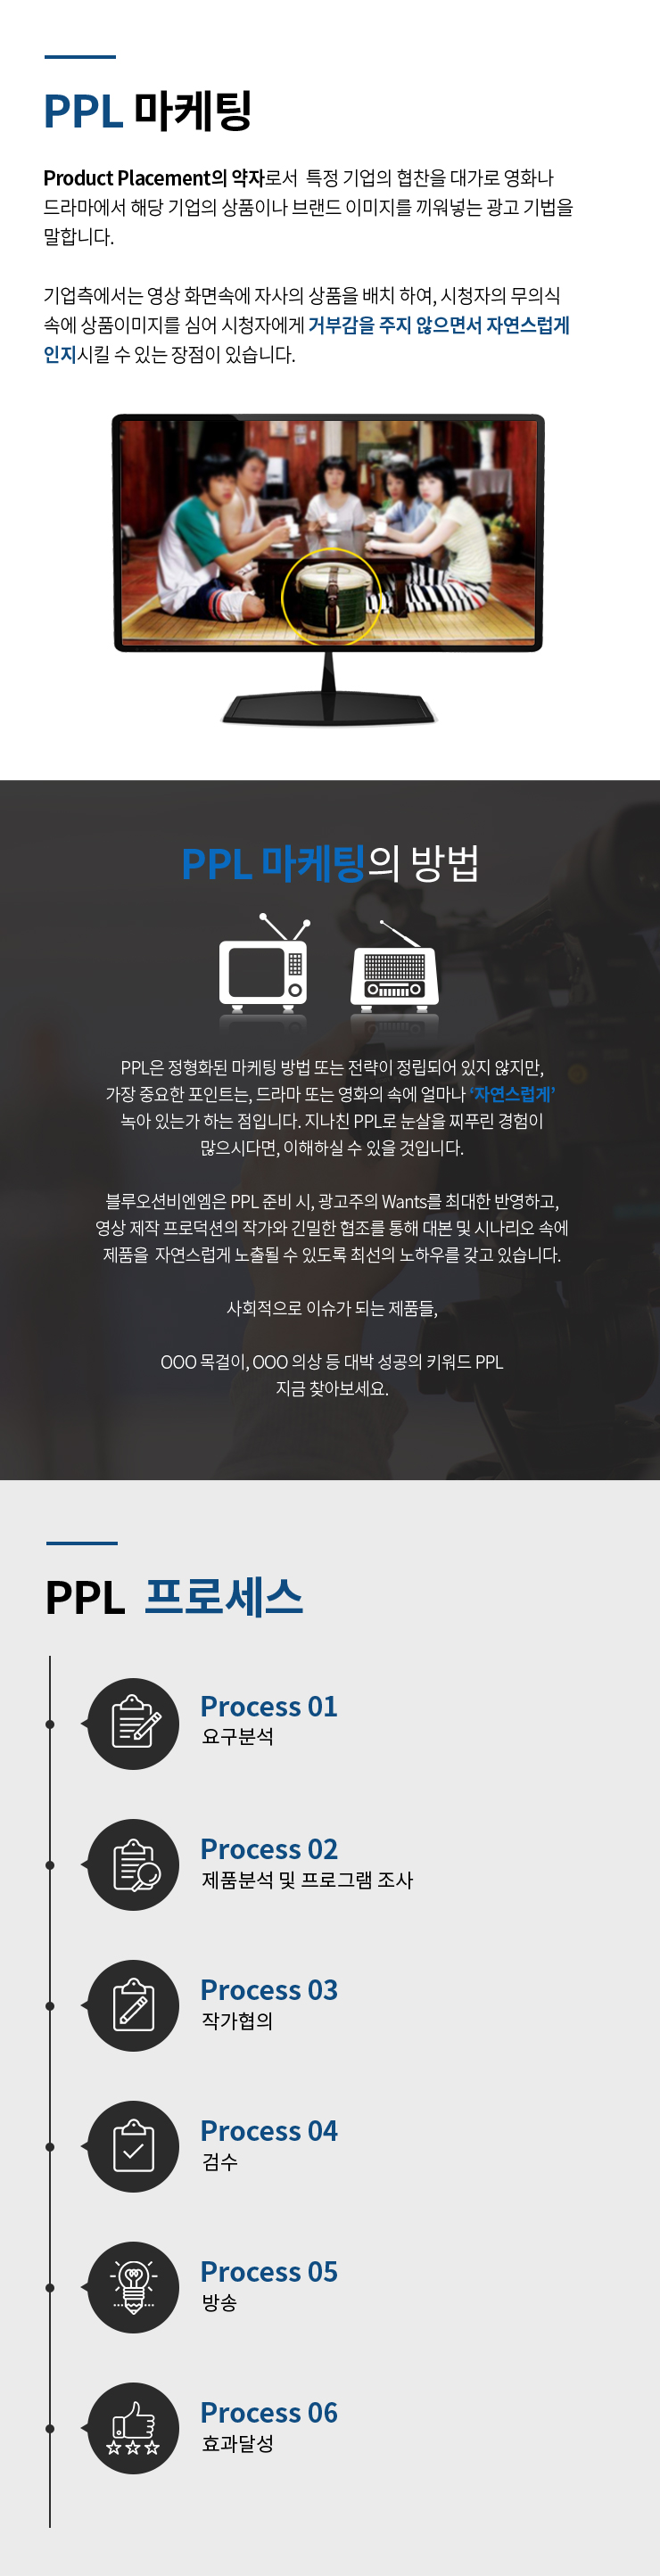 PPL 마케팅
Product Placement의 약자로서 특정 기업의 협찬을 대가로 영화나
드라마에서 해당 기업의 상품이나 브랜드 이미지를 끼워넣는 광고 기법을
말합니다.
기업측에서는 영상 화면속에 자사의 상품을 배치 하여, 시청자의 무의식
속에 상품이미지를 심어 시청자에게 거부감을 주지 않으면서 자연스럽게
인지시킬 수 있는 장점이 있습니다.
PPL 마케팅의 방법
PPL은 정형화된 마케팅 방법 또는 전략이 정립되어 있지 않지만,
가장 중요한 포인트는, 드라마 또는 영화의 속에 얼마나 ‘자연스럽게’
녹아 있는가 하는 점입니다. 지나친 PPL로 눈살을 찌푸린 경험이
많으시다면, 이해하실 수 있을 것입니다.
블루오션비엔엠은 PPL 준비 시, 광고주의 Wants를 최대한 반영하고,
영상 제작 프로덕션의 작가와 긴밀한 협조를 통해 대본 및 시나리오 속에
제품을 자연스럽게 노출될 수 있도록 최선의 노하우를 갖고 있습니다.
사회적으로 이슈가 되는 제품들,
OOO 목걸이, OOO 의상 등 대박 성공의 키워드 PPL
지금 찾아보세요.
PPL 프로세스
Process 01
요구분석
Process 02
제품분석 및 프로그램 조사
Process 03
작가협의
Process 04
검수
Process 05
방송
Process 06
효과달성